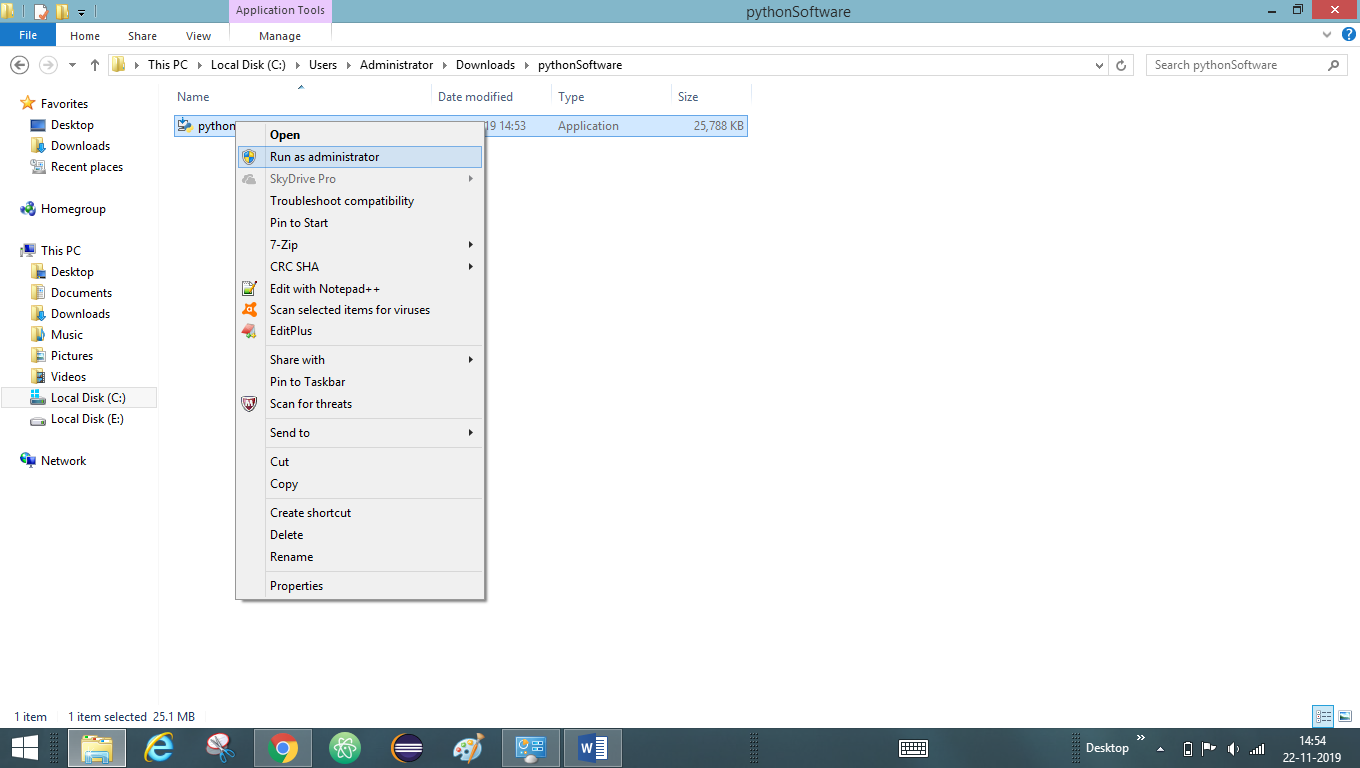 Application Tools
pythonSoftware
File Home Share View Manage
This PC Local Disk (C:) Users Administrator Downloads pythonSoftware
Search pythonSoftware
Name Date modified Type Size
python 19 14:53 Application 25,788 KB
Favorites
Desktop
Downloads
Recent places
Homegroup
This PC
Desktop
Documents
Downloads
Music
Pictures
Videos
Local Disk (C:)
Local Disk (E:)
Network
Open
Run as administrator
SkyDrive Pro
Troubleshoot compatibility
Pin to Start
7-Zip
CRC SHA
Edit with Notepad++
Scan selected items for viruses
EditPlus
Share with
Pin to Taskbar
Scan for threats
Send to
Cut
Copy
Create shortcut
Delete
Rename
Properties
1 item 1 item selected 25.1 MB
Desktop
14:54
22-11-2019